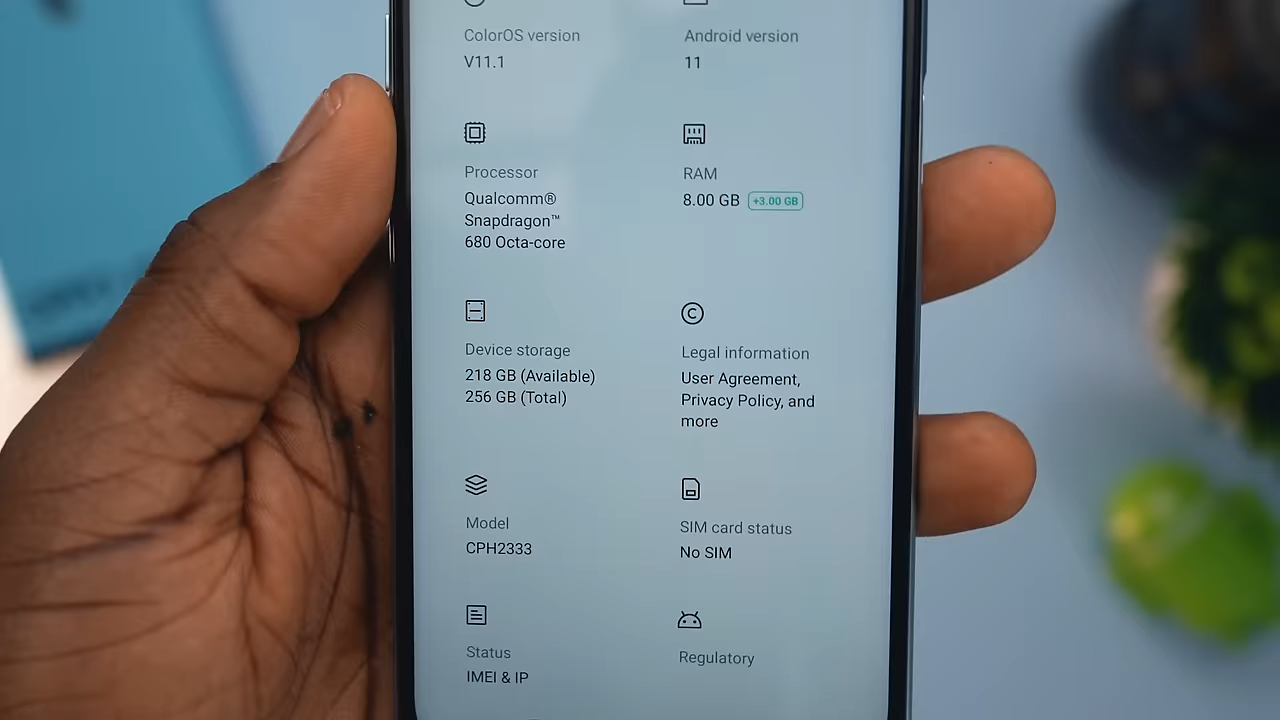 ColorOS version
V11.1
Android version
11
Processor
Qualcomm®
Snapdragon™
680 Octa-core
RAM
8.00 GB +3.00 GB
Device storage
218 GB (Available)
256 GB (Total)
Legal information
User Agreement,
Privacy Policy, and
more
Model
CPH2333
SIM card status
No SIM
Status
IMEI & IP
Regulatory